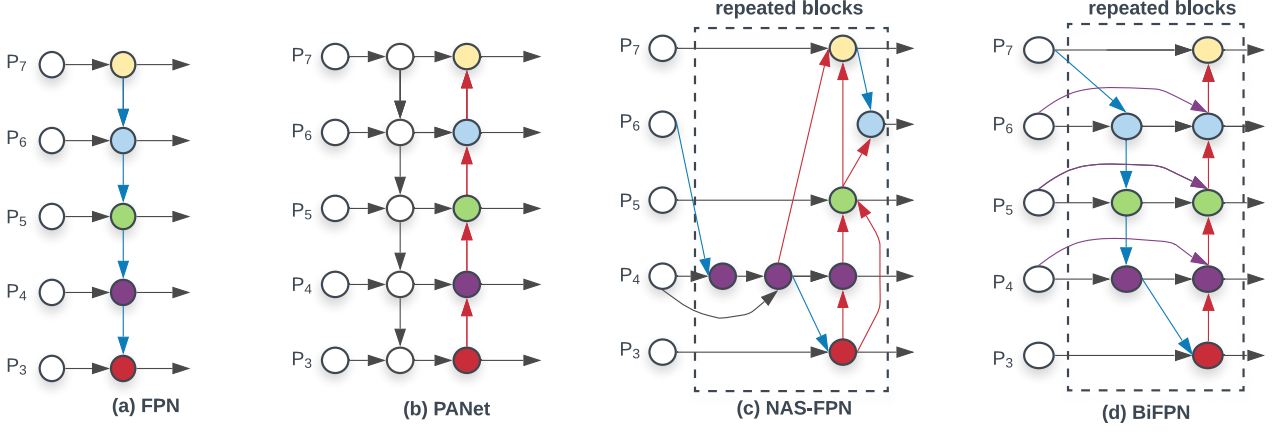 repeated blocks
repeated blocks
P7
P6
P5
P4
P3
P7
P6
P5
P4
P3
P7
P6
P5
P4
P3
P7
P6
P5
P4
P3
(a) FPN
(b) PANet
(c) NAS-FPN
(d) BiFPN